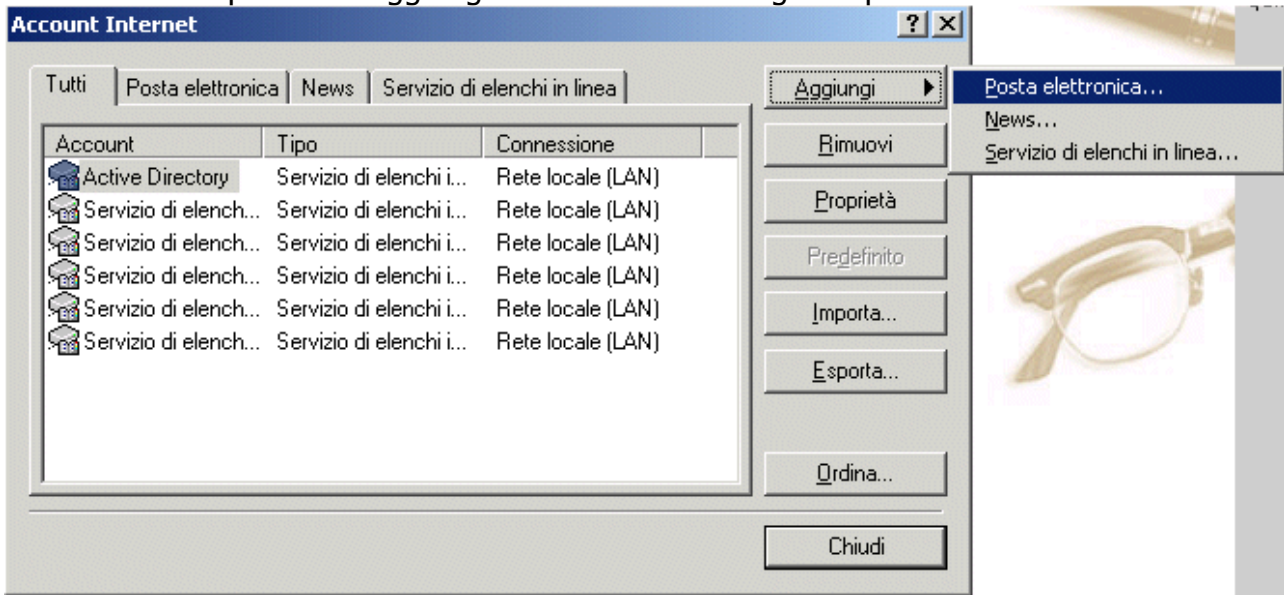 Account Internet
Tutti Posta elettronica News Servizio di elenchi in linea
Account Tipo Connessione
Active Directory Servizio di elenchi i... Rete locale (LAN)
Servizio di elench... Servizio di elenchi i... Rete locale (LAN)
Servizio di elench... Servizio di elenchi i... Rete locale (LAN)
Servizio di elench... Servizio di elenchi i... Rete locale (LAN)
Servizio di elench... Servizio di elenchi i... Rete locale (LAN)
Servizio di elench... Servizio di elenchi i... Rete locale (LAN)
Aggiungi
Rimuovi
Proprietà
Predefinito
Importa...
Esporta...
Ordina...
Chiudi
Posta elettronica...
News...
Servizio di elenchi in linea...